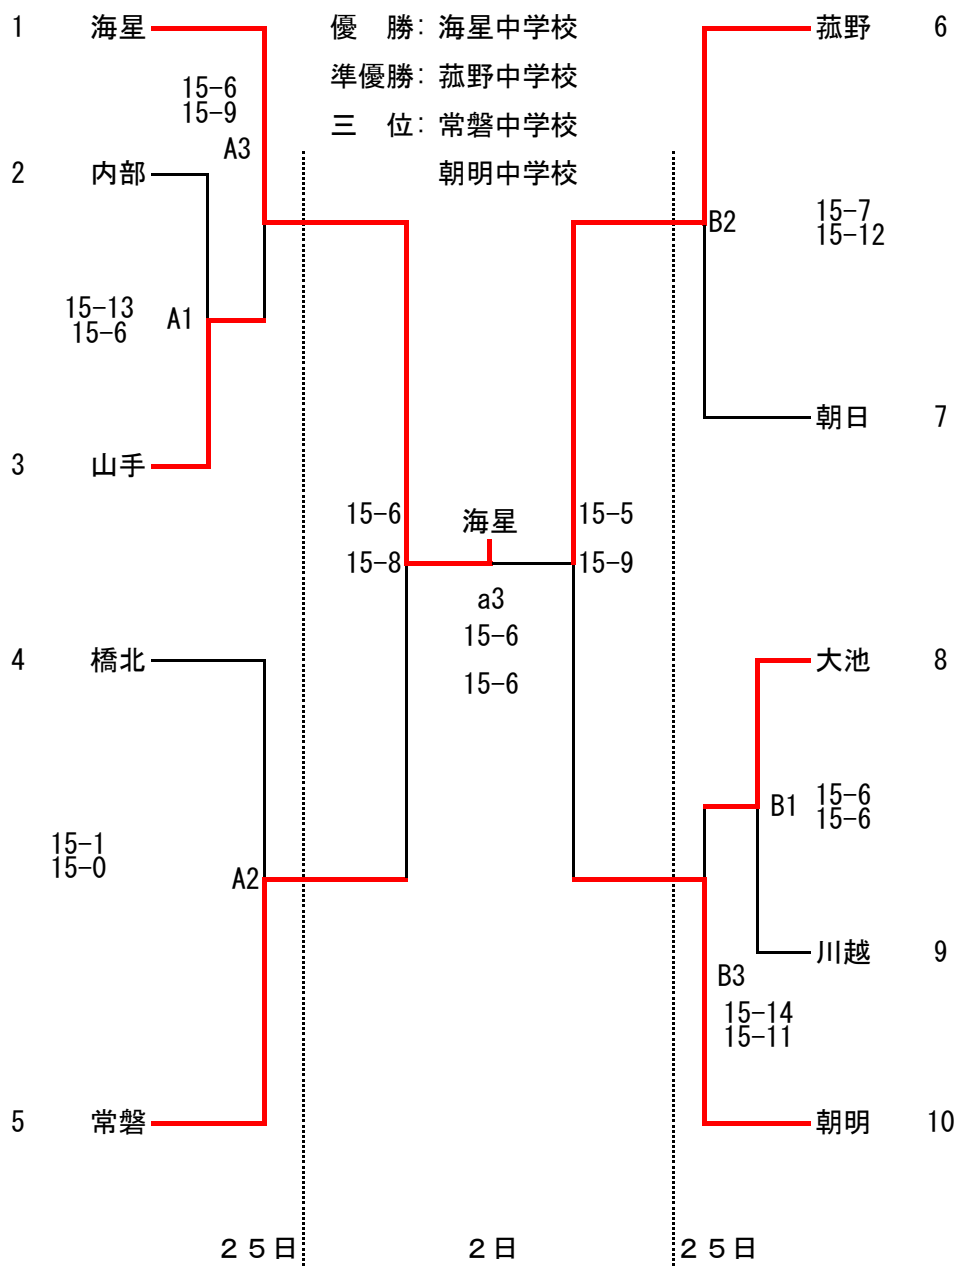 1 海星
優　勝: 海星中学校
菰野 6
準優勝: 菰野中学校
15-6
15-9
三　位: 常磐中学校
A3
2 内部
朝明中学校
B2
15-7
15-12
15-13
15-6
A1
朝日 7
3 山手
15-6
海星
15-5
15-8
15-9
a3
15-6
15-6
4 橋北
大池 8
B1
15-6
15-6
15-1
15-0
A2
川越 9
B3
15-14
15-11
5 常磐
朝明 10
２５日
２日
２５日